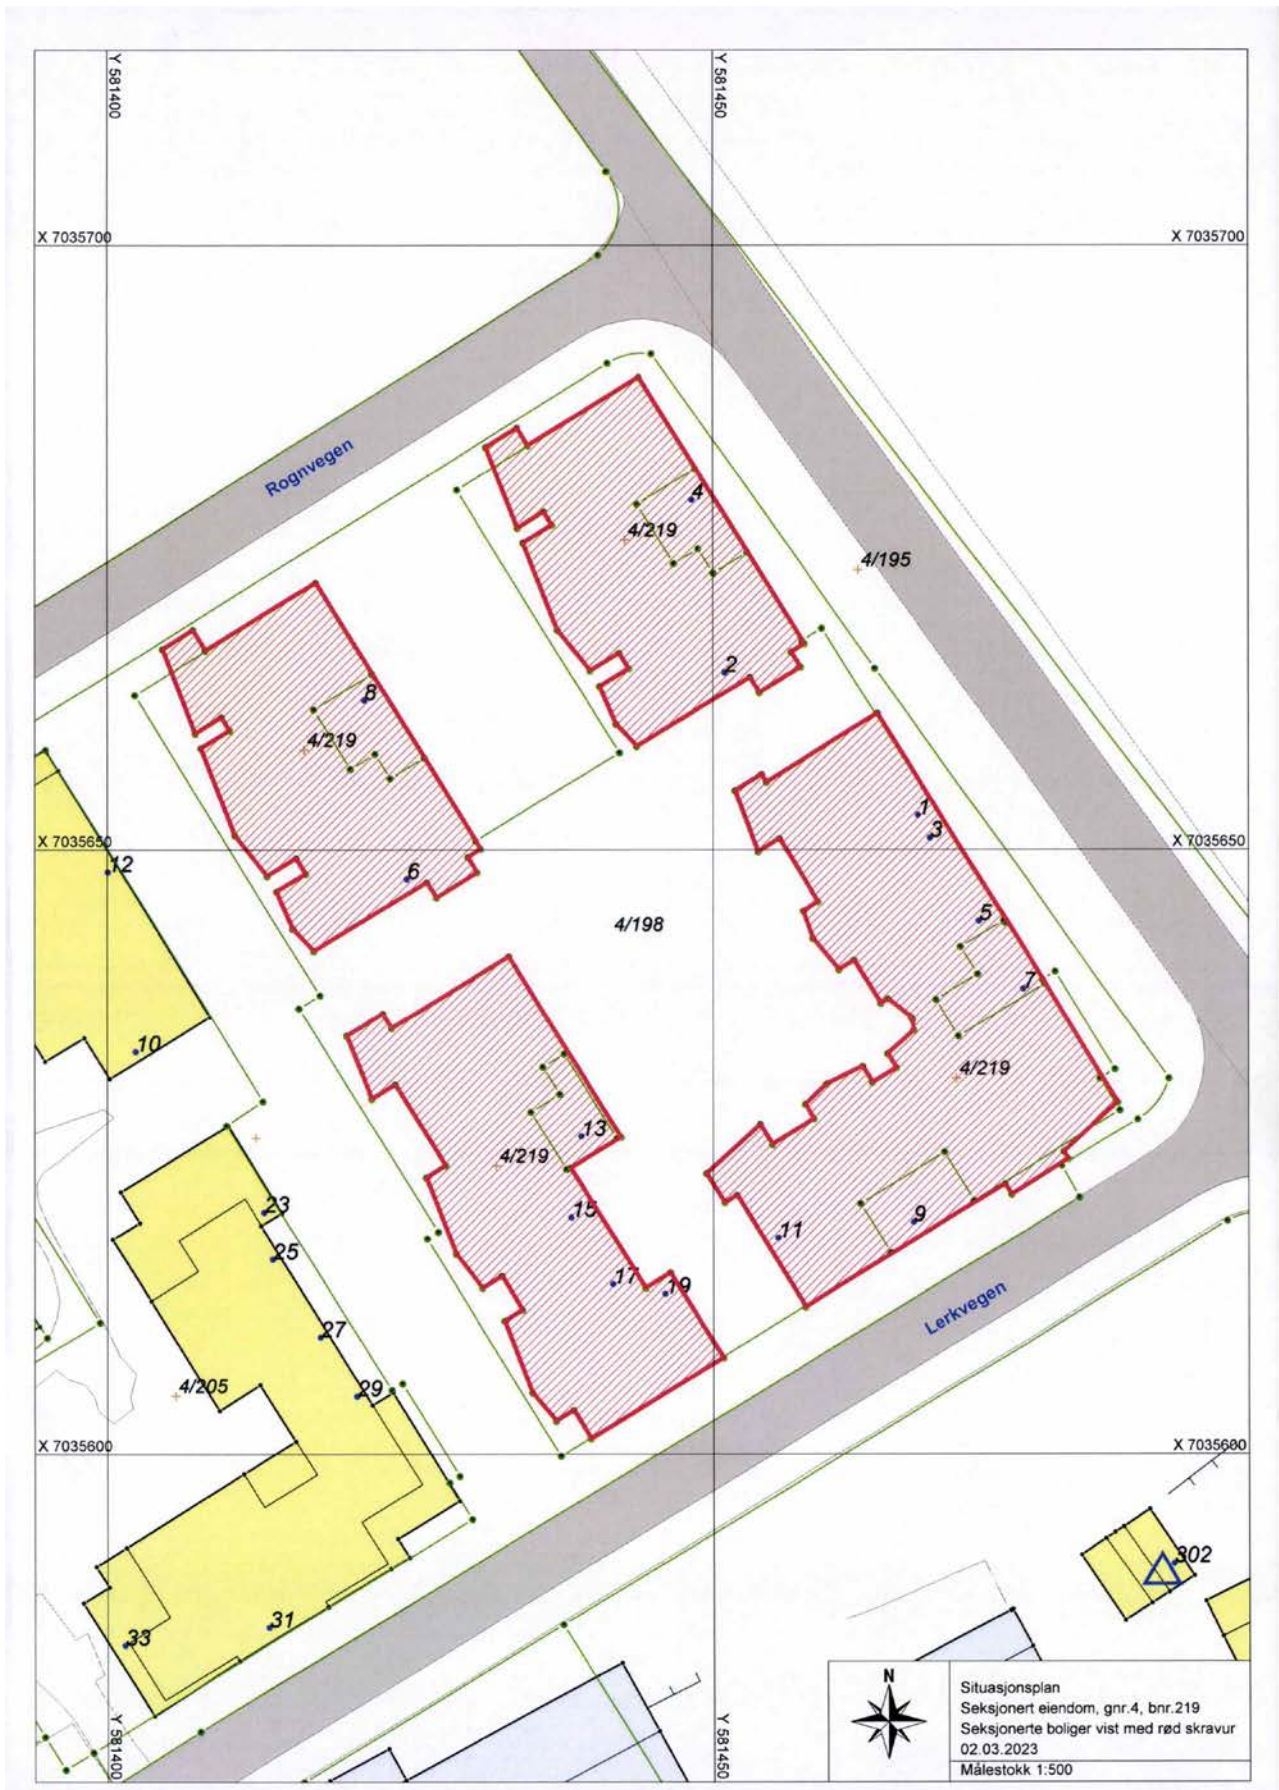 Y 581400
Y 581450
X 7035700
X 7035700
Rognvegen
4
4/219
4/195
2
8
4/219
1
3
X 7035650
X 7035650
12
6
5
4/198
7
10
4/219
13
4/219
23
15
9
11
25
17
19
Lerkvegen
27
4/205
29
X 7035600
X 7035600
302
31
33
N
Situasjonsplan
Seksjonert eiendom, gnr.4, bnr.219
Seksjonerte boliger vist med rød skravur
02.03.2023
Målestokk 1:500
Y 581400
Y 581450